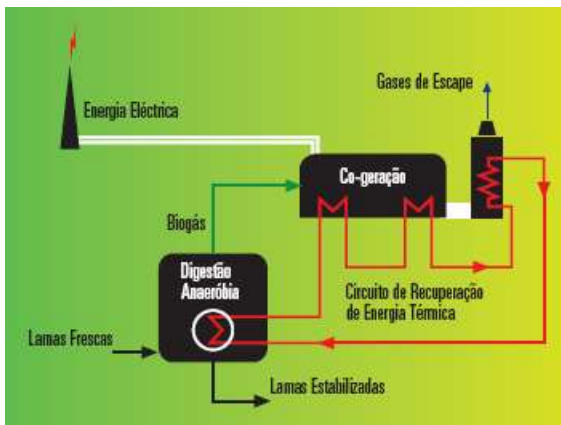 Gases de Escape
Energia Eléctrica
Co-geração
Biogás
Digestão
Anaeróbia
Circuito de Recuperação
de Energia Térmica
Lamas Frescas
Lamas Estabilizadas